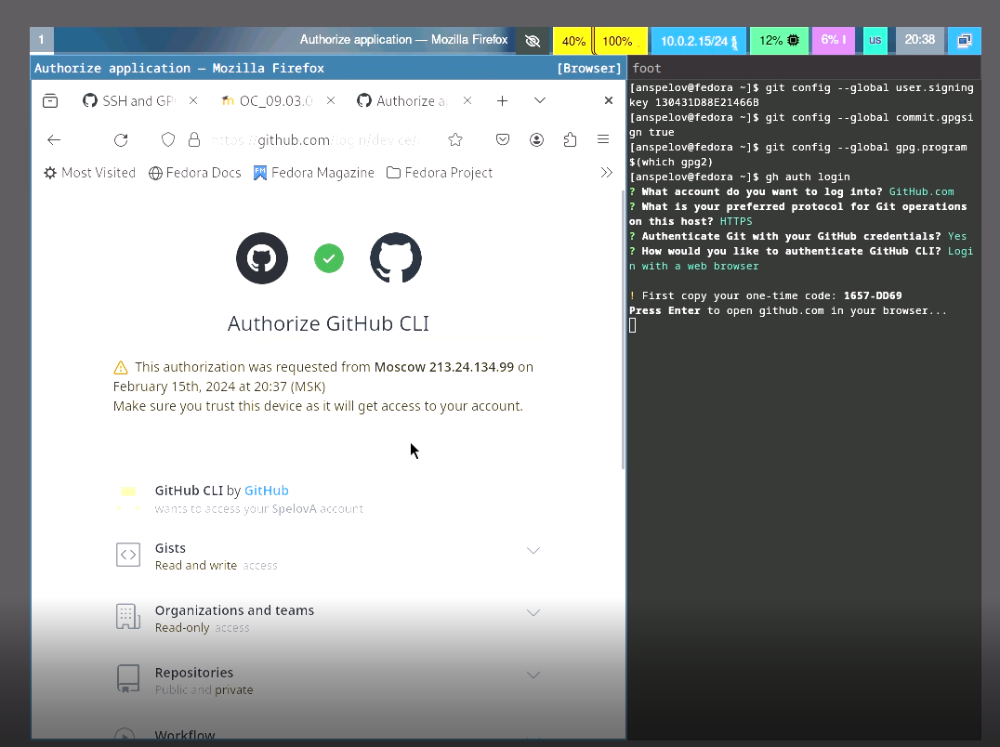 1
Authorize application — Mozilla Firefox
40%
100%
10.0.2.15/24
12%
6%
us
20:38
Authorize application — Mozilla Firefox
[Browser]
SSH and GP
OC_09.03.0
Authorize a
https://github.com/login/device/.
Most Visited
Fedora Docs
Fedora Magazine
Fedora Project
Authorize GitHub CLI
This authorization was requested from Moscow 213.24.134.99 on
February 15th, 2024 at 20:37 (MSK)
Make sure you trust this device as it will get access to your account.
GitHub CLI by GitHub
wants to access your SpelovA account
Gists
Read and write access
Organizations and teams
Read-only access
Repositories
Public and private
Workflow
foot
[anspelov@fedora ~]$ git config --global user.signing
key 130431D88E21466B
[anspelov@fedora ~]$ git config --global commit.gpgsi
gn true
[anspelov@fedora ~]$ git config --global gpg.program
$(which gpg2)
[anspelov@fedora ~]$ gh auth login
? What account do you want to log into? GitHub.com
? What is your preferred protocol for Git operations
on this host? HTTPS
? Authenticate Git with your GitHub credentials? Yes
? How would you like to authenticate GitHub CLI? Logi
n with a web browser
! First copy your one-time code: 1657-DD69
Press Enter to open github.com in your browser...